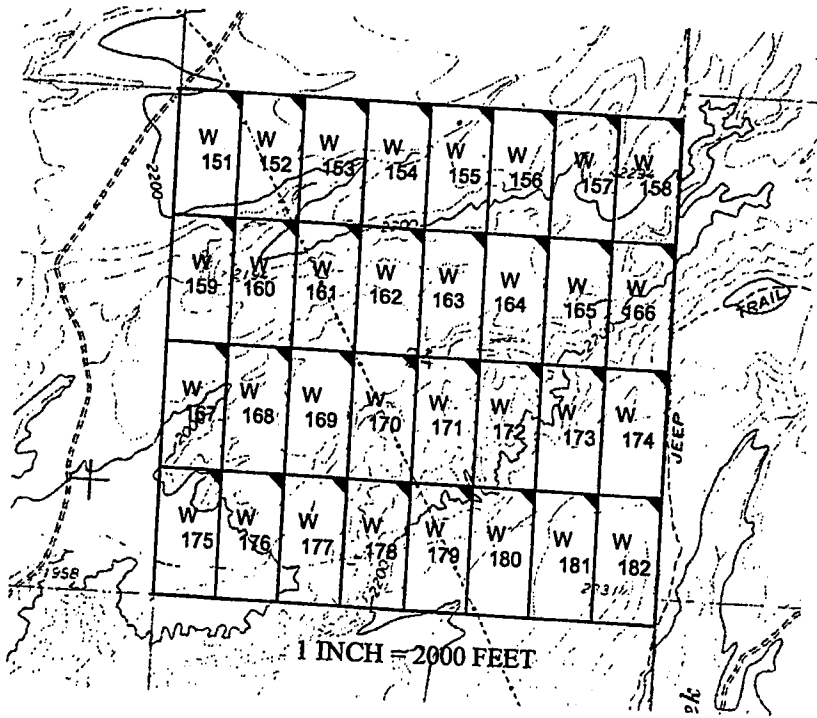 W 151
W 152
W 153
W 154
W 155
W 156
W 157
W 158
2200
2200
W 159
W 160
W 161
W 162
W 163
W 164
W 165
W 166
TRAIL
W 167
W 168
W 169
W 170
W 171
W 172
W 173
W 174
2000
JEEP
W 175
W 176
W 177
W 178
W 179
W 180
W 181
W 182
1958
2200
1 INCH = 2000 FEET